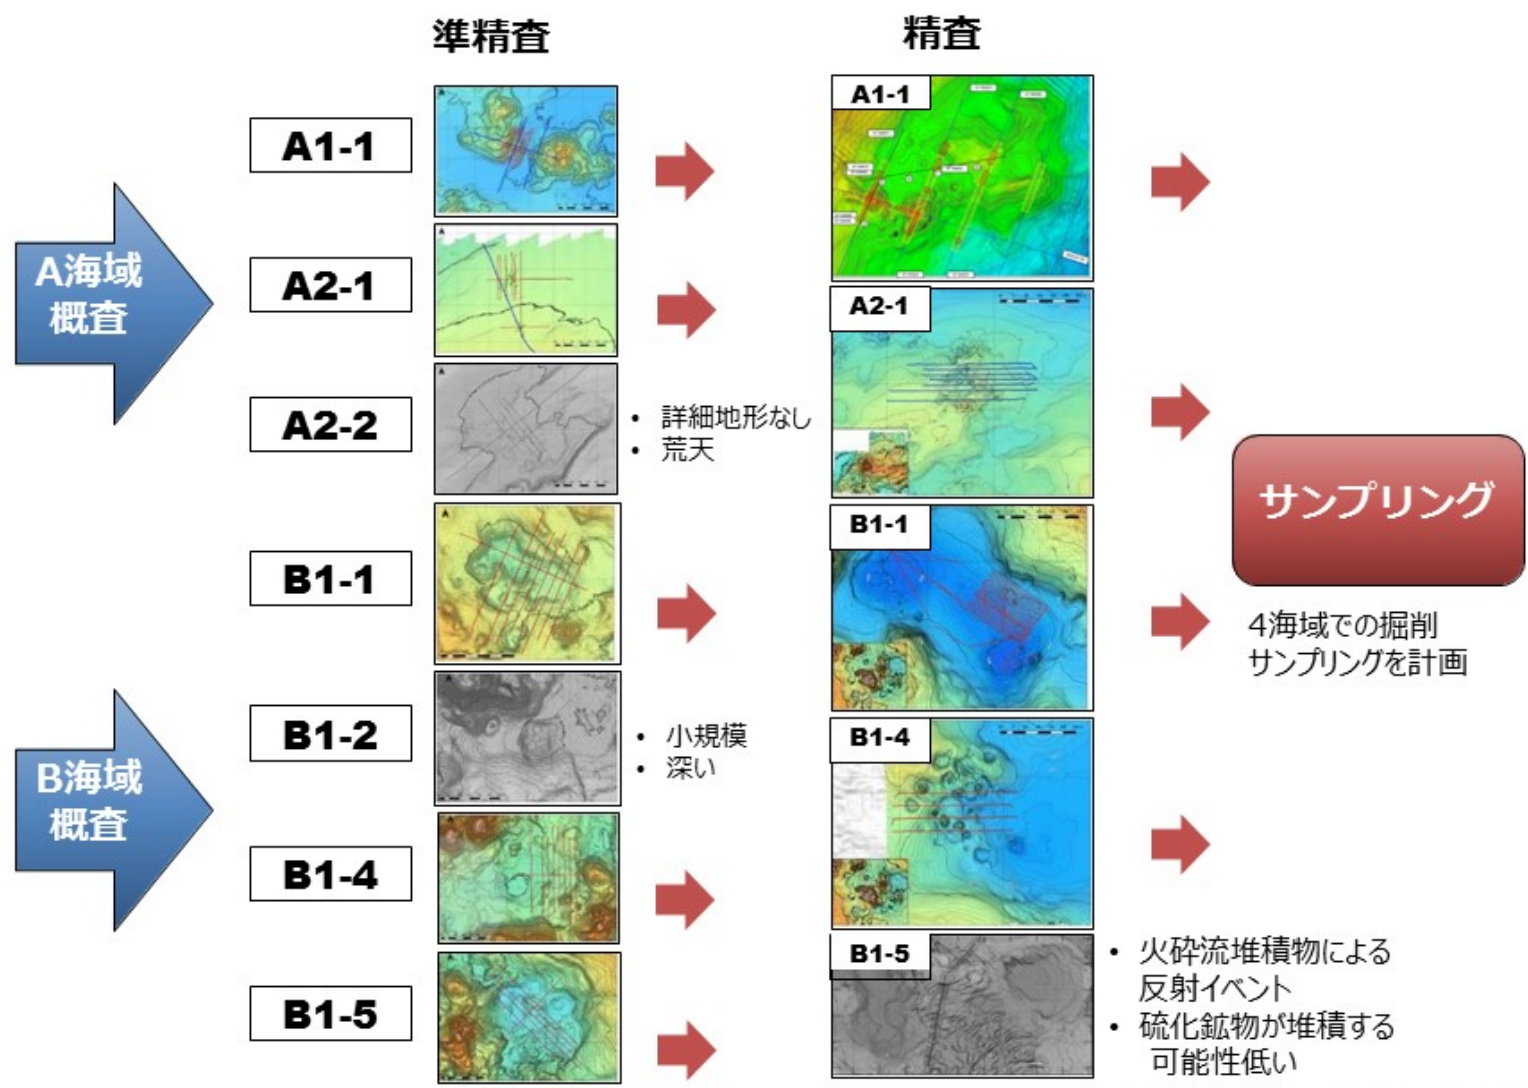 準精査
精査
A海域
概査
A1-1
A2-1
A2-2
・ 詳細地形なし
・ 荒天
B海域
概査
B1-1
B1-2
・ 小規模
・ 深い
B1-4
B1-5
A1-1
A2-1
B1-1
B1-4
B1-5
・ 火砕流堆積物による
反射イベント
・ 硫化鉱物が堆積する
可能性低い
サンプリング
4海域での掘削
サンプリングを計画